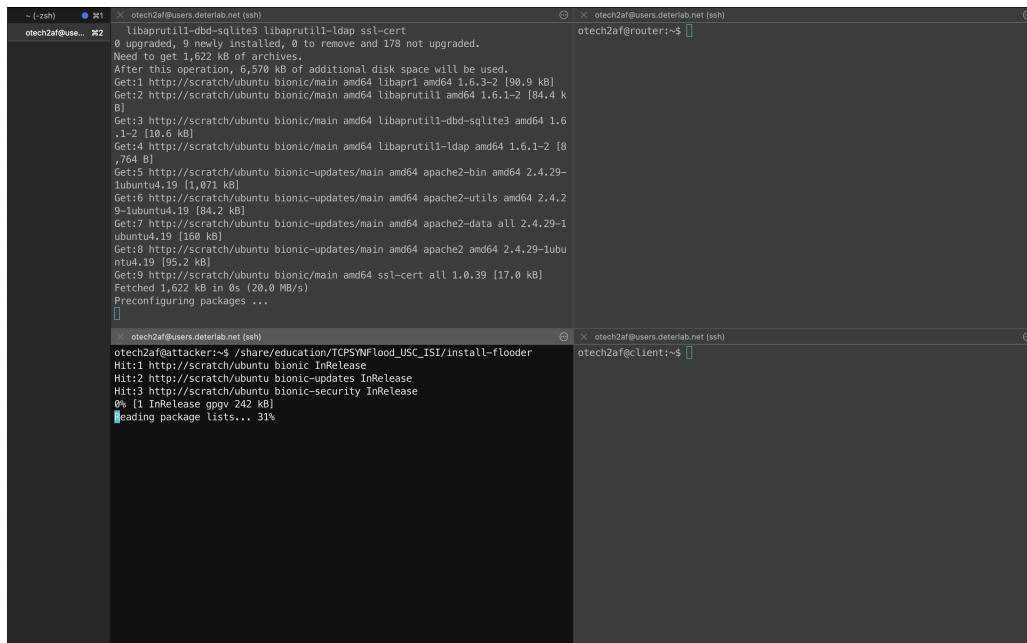 ~ (-zsh) ⌘1
otech2af@use... ⌘2
otech2af@users.deterlab.net (ssh)
libaprutil1-dbd-sqlite3 libaprutil1-ldap ssl-cert
0 upgraded, 9 newly installed, 0 to remove and 178 not upgraded.
Need to get 1,622 kB of archives.
After this operation, 6,570 kB of additional disk space will be used.
Get:1 http://scratch/ubuntu bionic/main amd64 libapr1 amd64 1.6.3-2 [90.9 kB]
Get:2 http://scratch/ubuntu bionic/main amd64 libaprutil1 amd64 1.6.1-2 [84.4 k
B]
Get:3 http://scratch/ubuntu bionic/main amd64 libaprutil1-dbd-sqlite3 amd64 1.6
.1-2 [10.6 kB]
Get:4 http://scratch/ubuntu bionic/main amd64 libaprutil1-ldap amd64 1.6.1-2 [8
,764 B]
Get:5 http://scratch/ubuntu bionic-updates/main amd64 apache2-bin amd64 2.4.29-
1ubuntu4.19 [1,071 kB]
Get:6 http://scratch/ubuntu bionic-updates/main amd64 apache2-utils amd64 2.4.2
9-1ubuntu4.19 [84.2 kB]
Get:7 http://scratch/ubuntu bionic-updates/main amd64 apache2-data all 2.4.29-1
ubuntu4.19 [160 kB]
Get:8 http://scratch/ubuntu bionic-updates/main amd64 apache2 amd64 2.4.29-1ubu
ntu4.19 [95.2 kB]
Get:9 http://scratch/ubuntu bionic/main amd64 ssl-cert all 1.0.39 [17.0 kB]
Fetched 1,622 kB in 0s (20.0 MB/s)
Preconfiguring packages ...
otech2af@users.deterlab.net (ssh)
otech2af@router:~$
otech2af@users.deterlab.net (ssh)
otech2af@attacker:~$ /share/education/TCPSYNFlood_USC_ISI/install-flooder
Hit:1 http://scratch/ubuntu bionic InRelease
Hit:2 http://scratch/ubuntu bionic-updates InRelease
Hit:3 http://scratch/ubuntu bionic-security InRelease
0% [1 InRelease gpgv 242 kB]
Reading package lists... 31%
otech2af@users.deterlab.net (ssh)
otech2af@client:~$